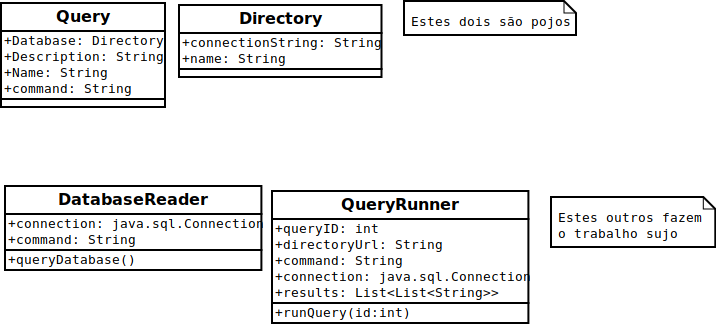 Query
+Database: Directory
+Description: String
+Name: String
+command: String
Directory
+connectionString: String
+name: String
Estes dois são pojos
DatabaseReader
+connection: java.sql.Connection
+command: String
+queryDatabase()
QueryRunner
+queryID: int
+directoryUrl: String
+command: String
+connection: java.sql.Connection
+results: List<List<String>>
+runQuery(id:int)
Estes outros fazem
o trabalho sujo